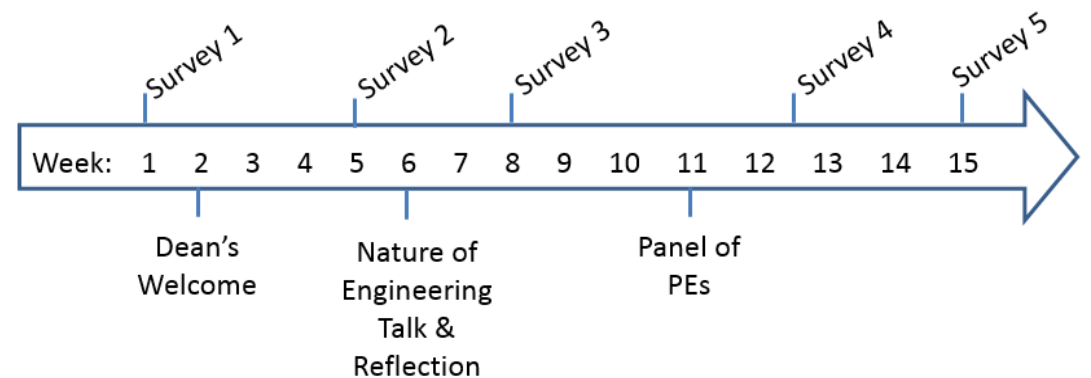 Survey 1
Survey 2
Survey 3
Survey 4
Survey 5
Week: 1 2 3 4 5 6 7 8 9 10 11 12 13 14 15
Dean’s
Welcome
Nature of
Engineering
Talk &
Reflection
Panel of
PEs